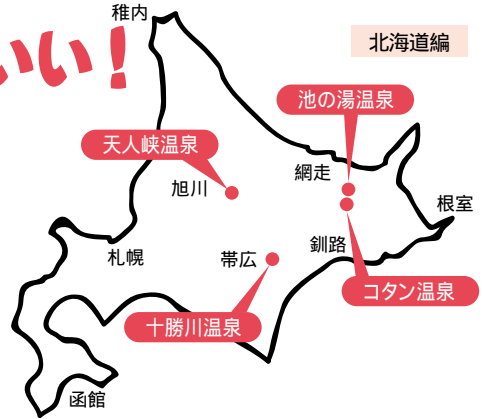 稚内
いい!
北海道編
池の湯温泉
天人峡温泉
網走
旭川
根室
札幌
帯広
釧路
コタン温泉
十勝川温泉
函館